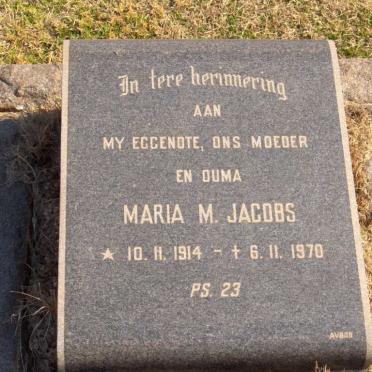 In tere herinnering
AAN
MY EGGENOTE, ONS MOEDER
EN OUMA
MARIA M. JACOBS
★ 10. 11. 1914 - ✝ 6. 11. 1970
PS. 23